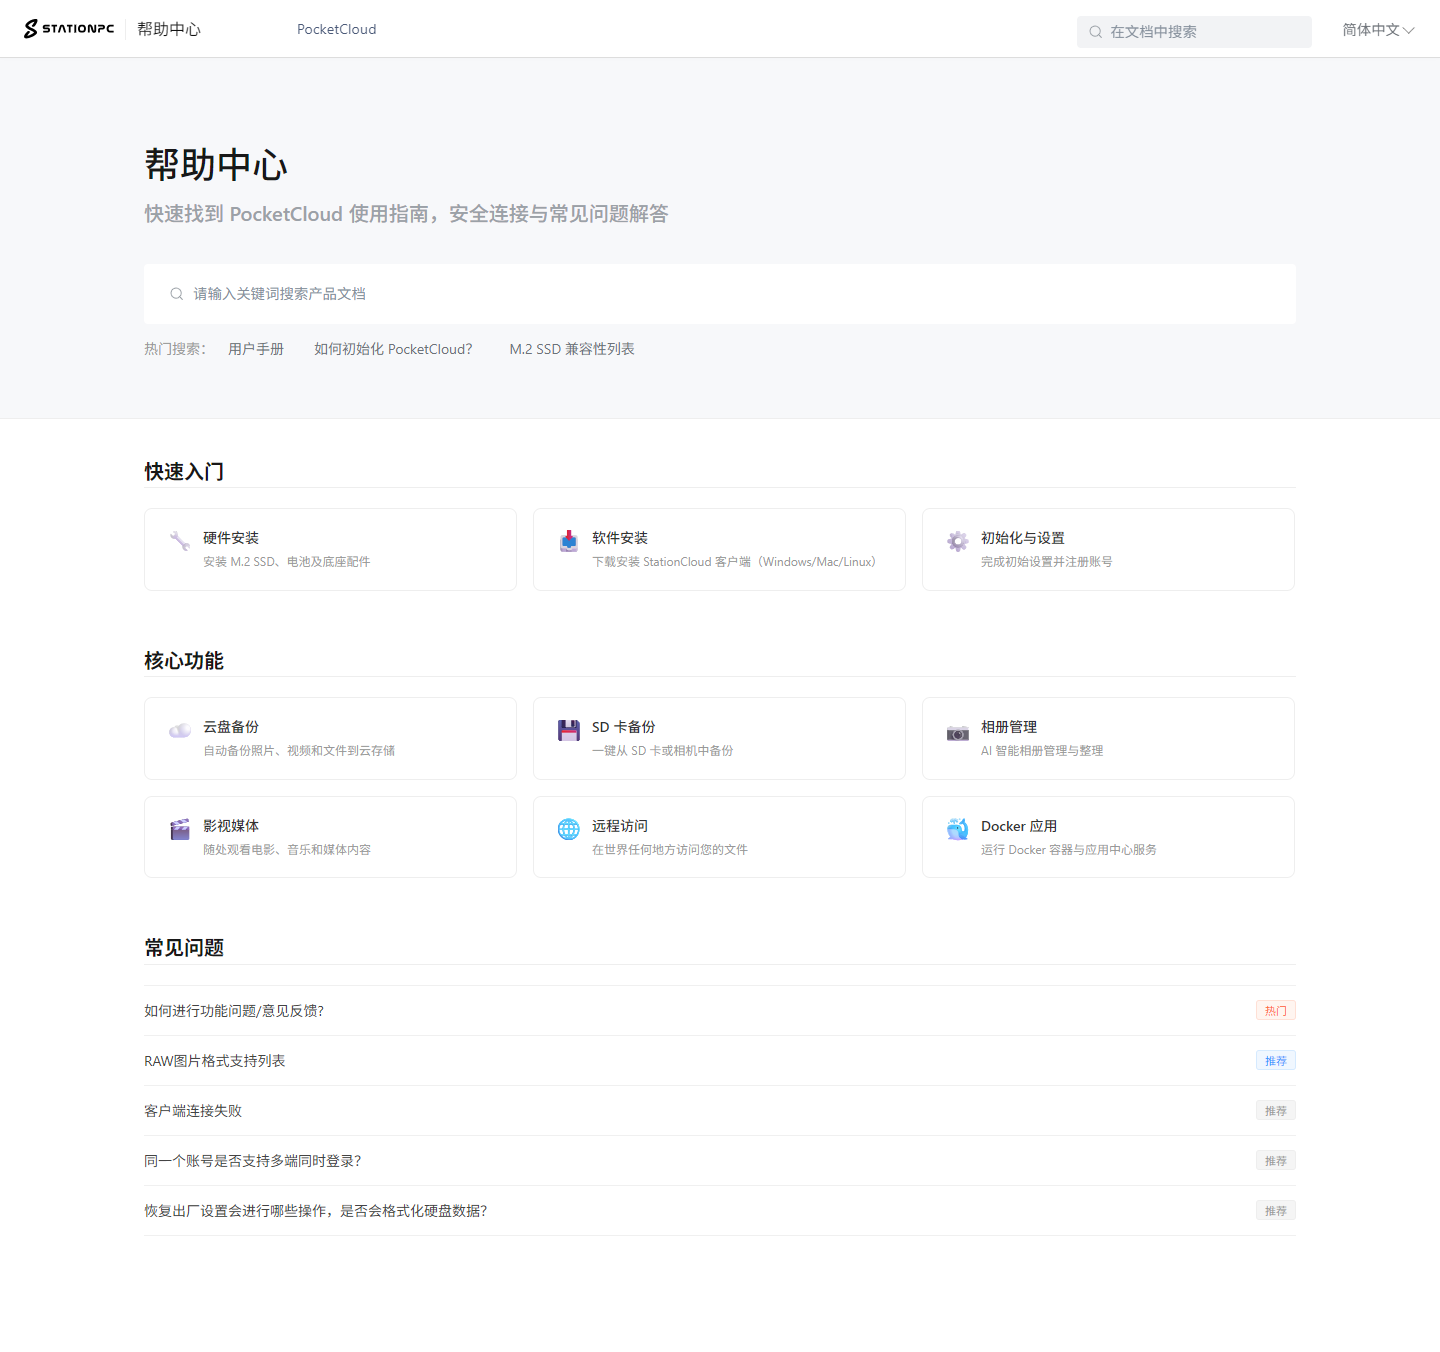 STATIONPC 帮助中心 PocketCloud 在文档中搜索 简体中文
帮助中心
快速找到 PocketCloud 使用指南，安全连接与常见问题解答
请输入关键词搜索产品文档
热门搜索： 用户手册 如何初始化 PocketCloud？ M.2 SSD 兼容性列表
快速入门
硬件安装
安装 M.2 SSD、电池及底座配件
软件安装
下载安装 StationCloud 客户端（Windows/Mac/Linux）
初始化与设置
完成初始设置并注册账号
核心功能
云盘备份
自动备份照片、视频和文件到云存储
SD 卡备份
一键从 SD 卡或相机中备份
相册管理
AI 智能相册管理与整理
影视媒体
随处观看电影、音乐和媒体内容
远程访问
在世界任何地方访问您的文件
Docker 应用
运行 Docker 容器与应用中心服务
常见问题
如何进行功能问题/意见反馈? 热门
RAW图片格式支持列表 推荐
客户端连接失败 推荐
同一个账号是否支持多端同时登录？ 推荐
恢复出厂设置会进行哪些操作，是否会格式化硬盘数据？ 推荐